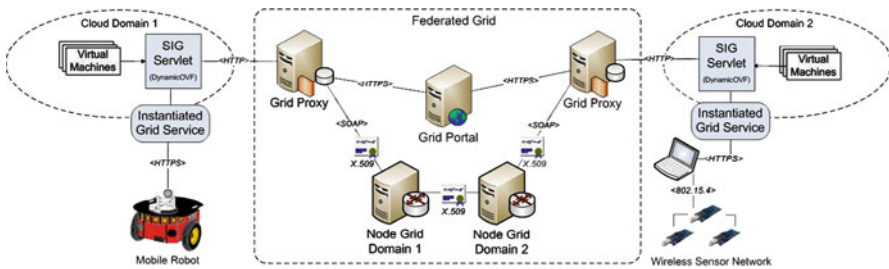 Cloud Domain 1
Virtual
Machines
SIG
Servlet
(DynamicOVF)
Instantiated
Grid Service
<HTTPS>
Mobile Robot
<HTTP>
Federated Grid
Grid Proxy
<HTTPS>
<HTTPS>
Grid Portal
Grid Proxy
<SOAP>
<SOAP>
X.509
X.509
X.509
Node Grid
Domain 1
Node Grid
Domain 2
<HTTP>
Cloud Domain 2
SIG
Servlet
(DynamicOVF)
Virtual
Machines
Instantiated
Grid Service
<HTTPS>
<802.15.4>
Wireless Sensor Network